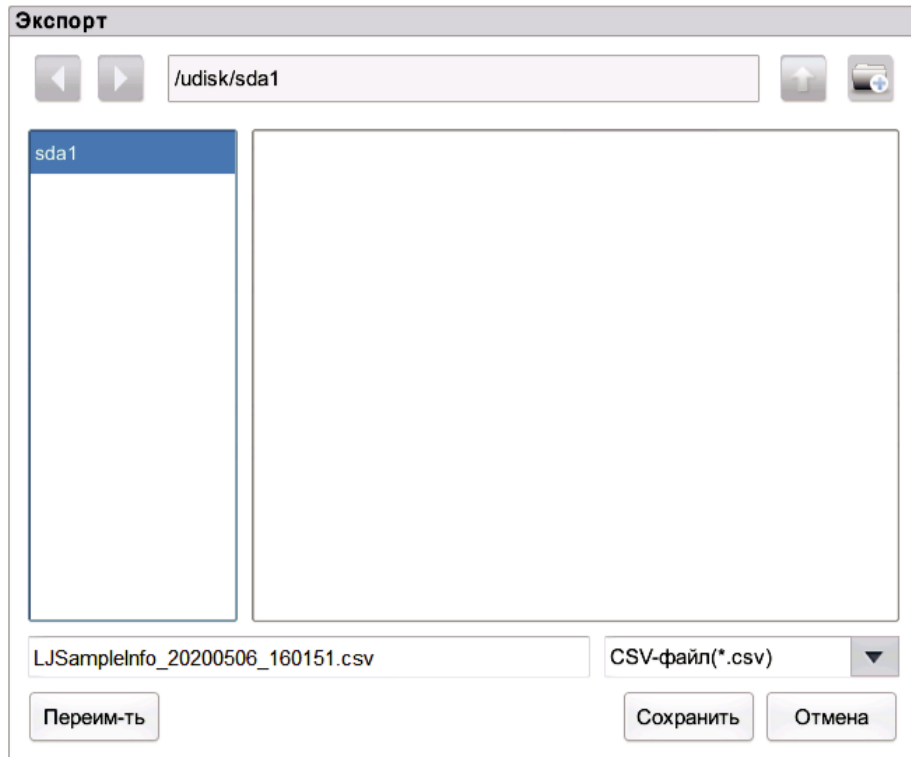 Экспорт
/udisk/sda1
sda1
LJSampleInfo_20200506_160151.csv
CSV-файл(*.csv)
Переим-ть
Сохранить
Отмена